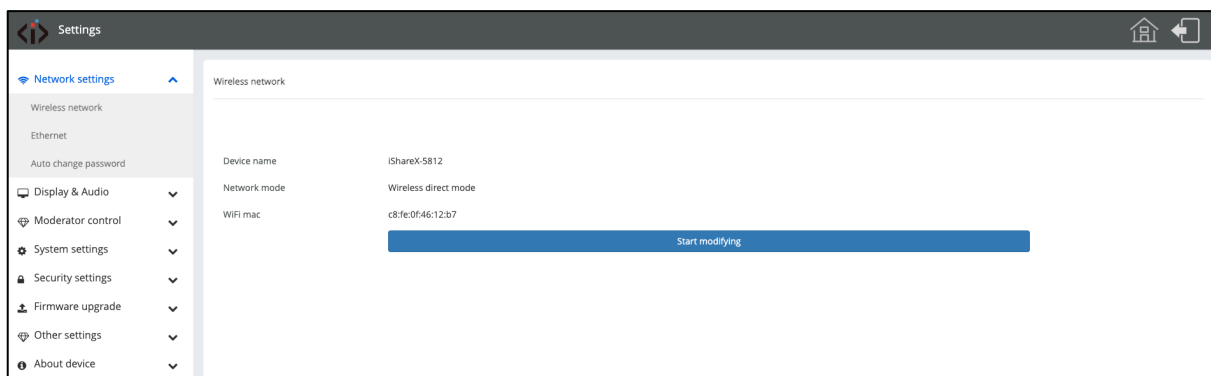 Settings
Network settings
Wireless network
Ethernet
Auto change password
Display & Audio
Moderator control
System settings
Security settings
Firmware upgrade
Other settings
About device
Wireless network
Device name iShareX-5812
Network mode Wireless direct mode
WiFi mac c8:fe:0f:46:12:b7
Start modifying